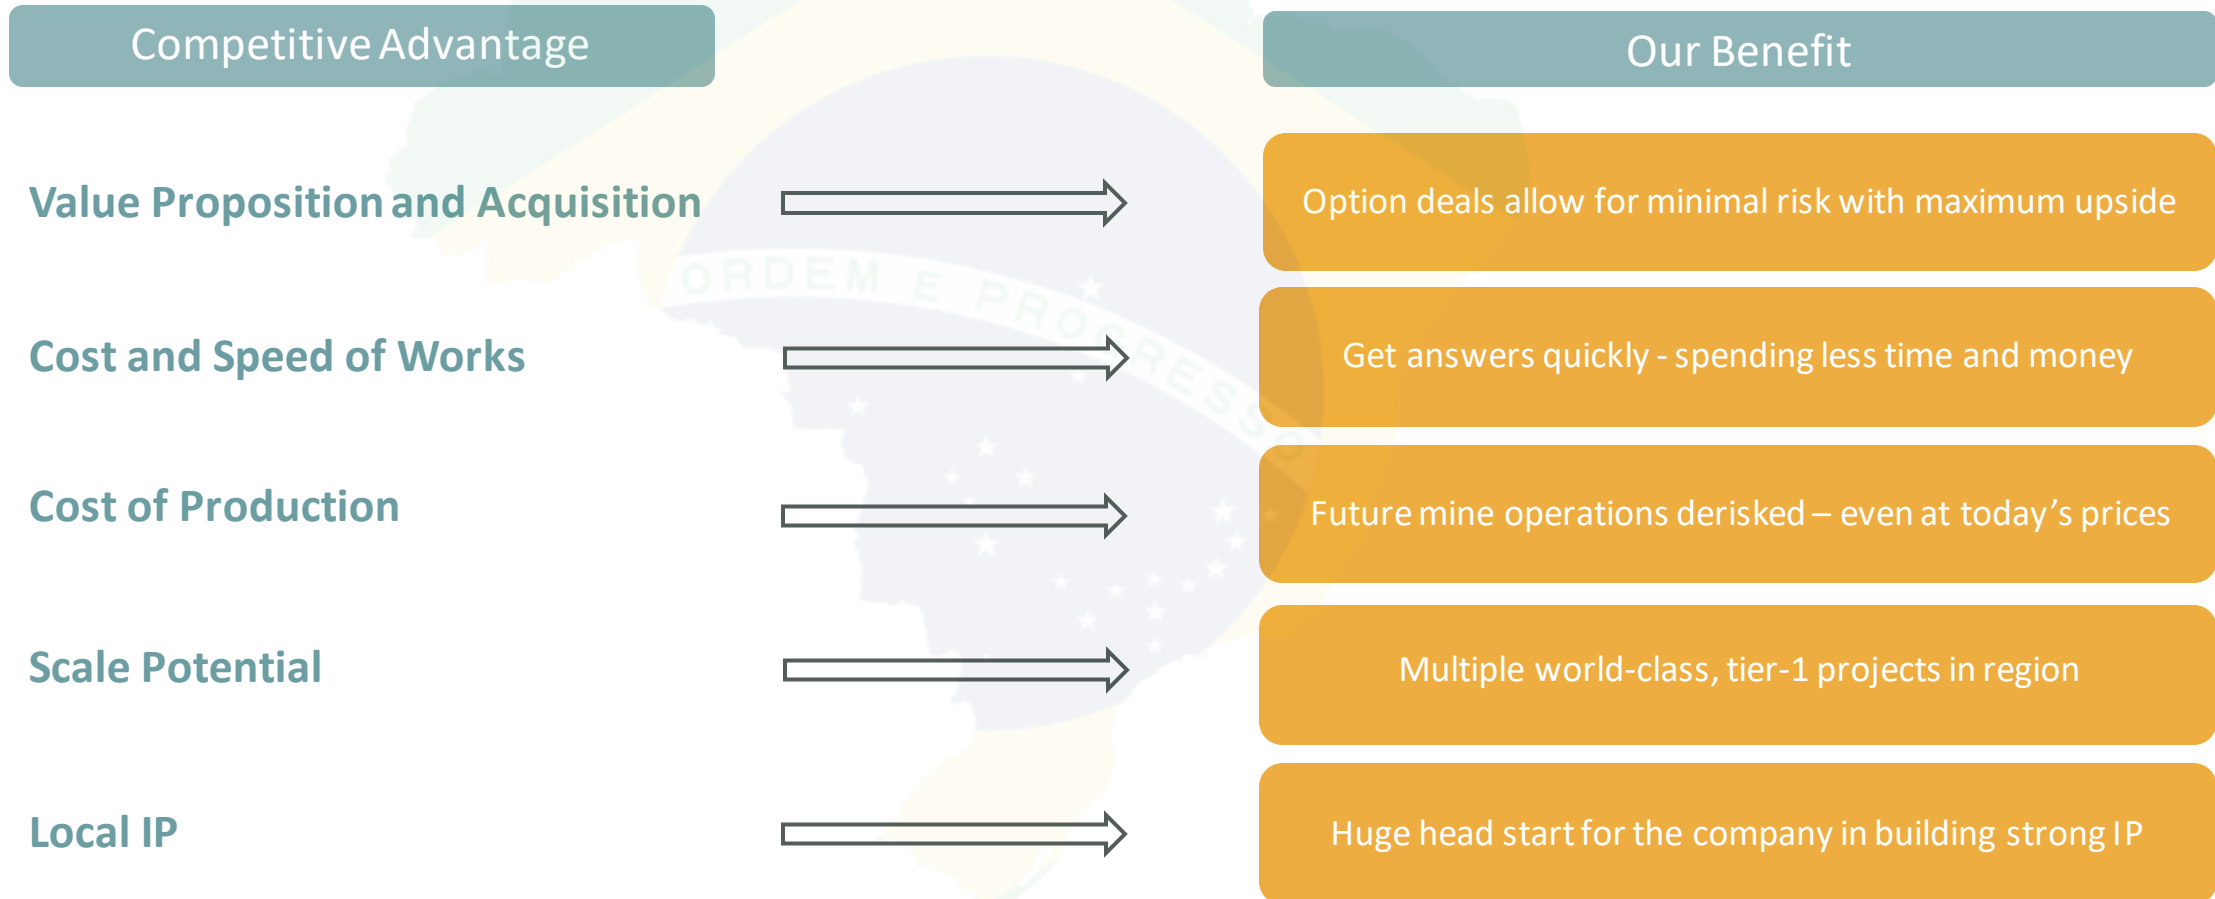 Competitive Advantage
Our Benefit
Value Proposition and Acquisition
Option deals allow for minimal risk with maximum upside
ORDEM E PROGRESSO
Cost and Speed of Works
Get answers quickly - spending less time and money
Cost of Production
Future mine operations derisked – even at today’s prices
Scale Potential
Multiple world-class, tier-1 projects in region
Local IP
Huge head start for the company in building strong IP